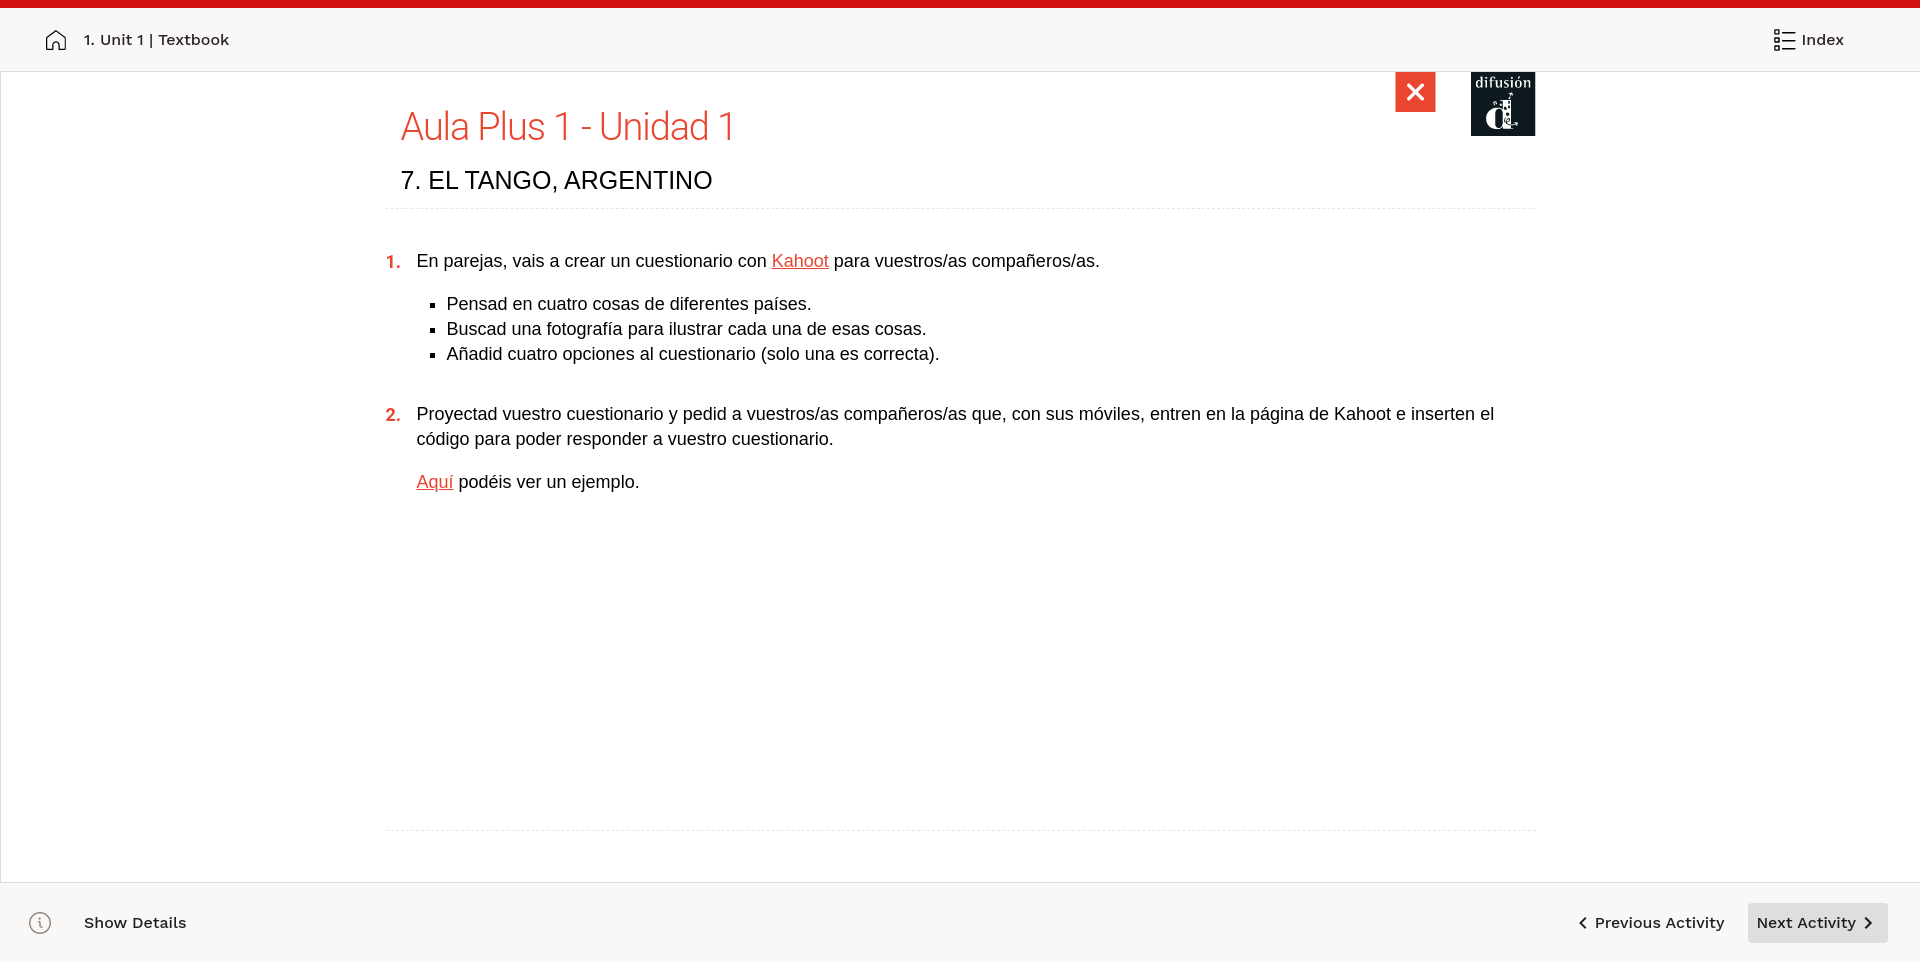 1. Unit 1 | Textbook
Index
difusión
Aula Plus 1 - Unidad 1
7. EL TANGO, ARGENTINO
1. En parejas, vais a crear un cuestionario con Kahoot para vuestros/as compañeros/as.
Pensad en cuatro cosas de diferentes países.
Buscad una fotografía para ilustrar cada una de esas cosas.
Añadid cuatro opciones al cuestionario (solo una es correcta).
2. Proyectad vuestro cuestionario y pedid a vuestros/as compañeros/as que, con sus móviles, entren en la página de Kahoot e inserten el
código para poder responder a vuestro cuestionario.
Aquí podéis ver un ejemplo.
Show Details
Previous Activity
Next Activity